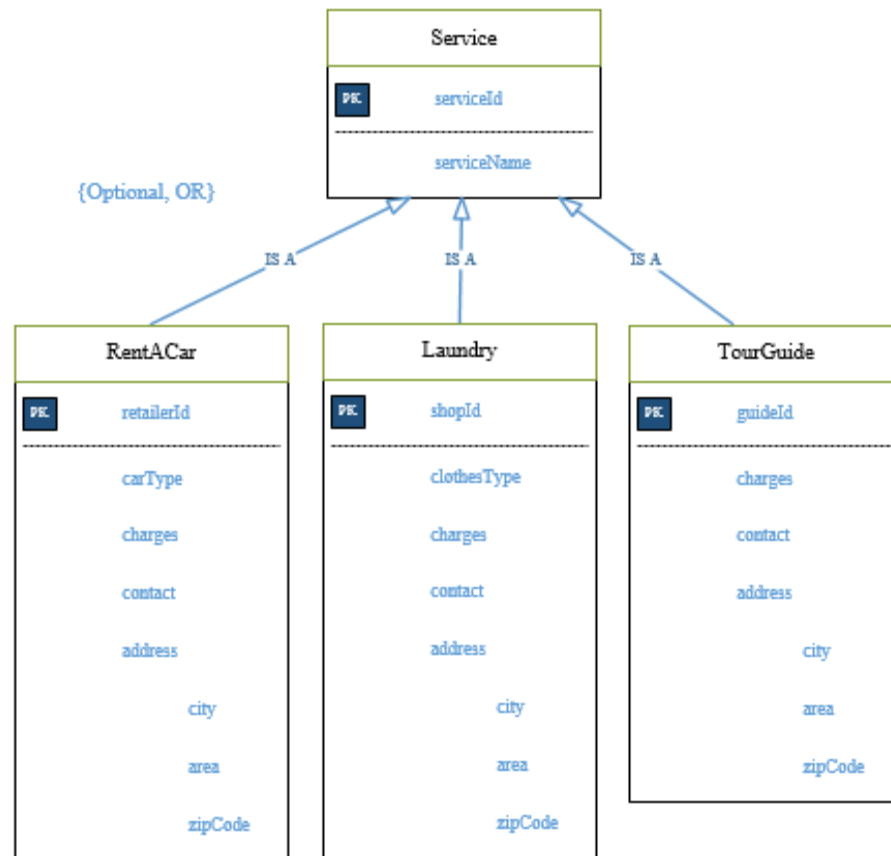 Service
PK
serviceId
serviceName
{Optional, OR}
IS A
IS A
IS A
RentACar
PK
retailerId
carType
charges
contact
address
city
area
zipCode
Laundry
PK
shopId
clothesType
charges
contact
address
city
area
zipCode
TourGuide
PK
guideId
charges
contact
address
city
area
zipCode